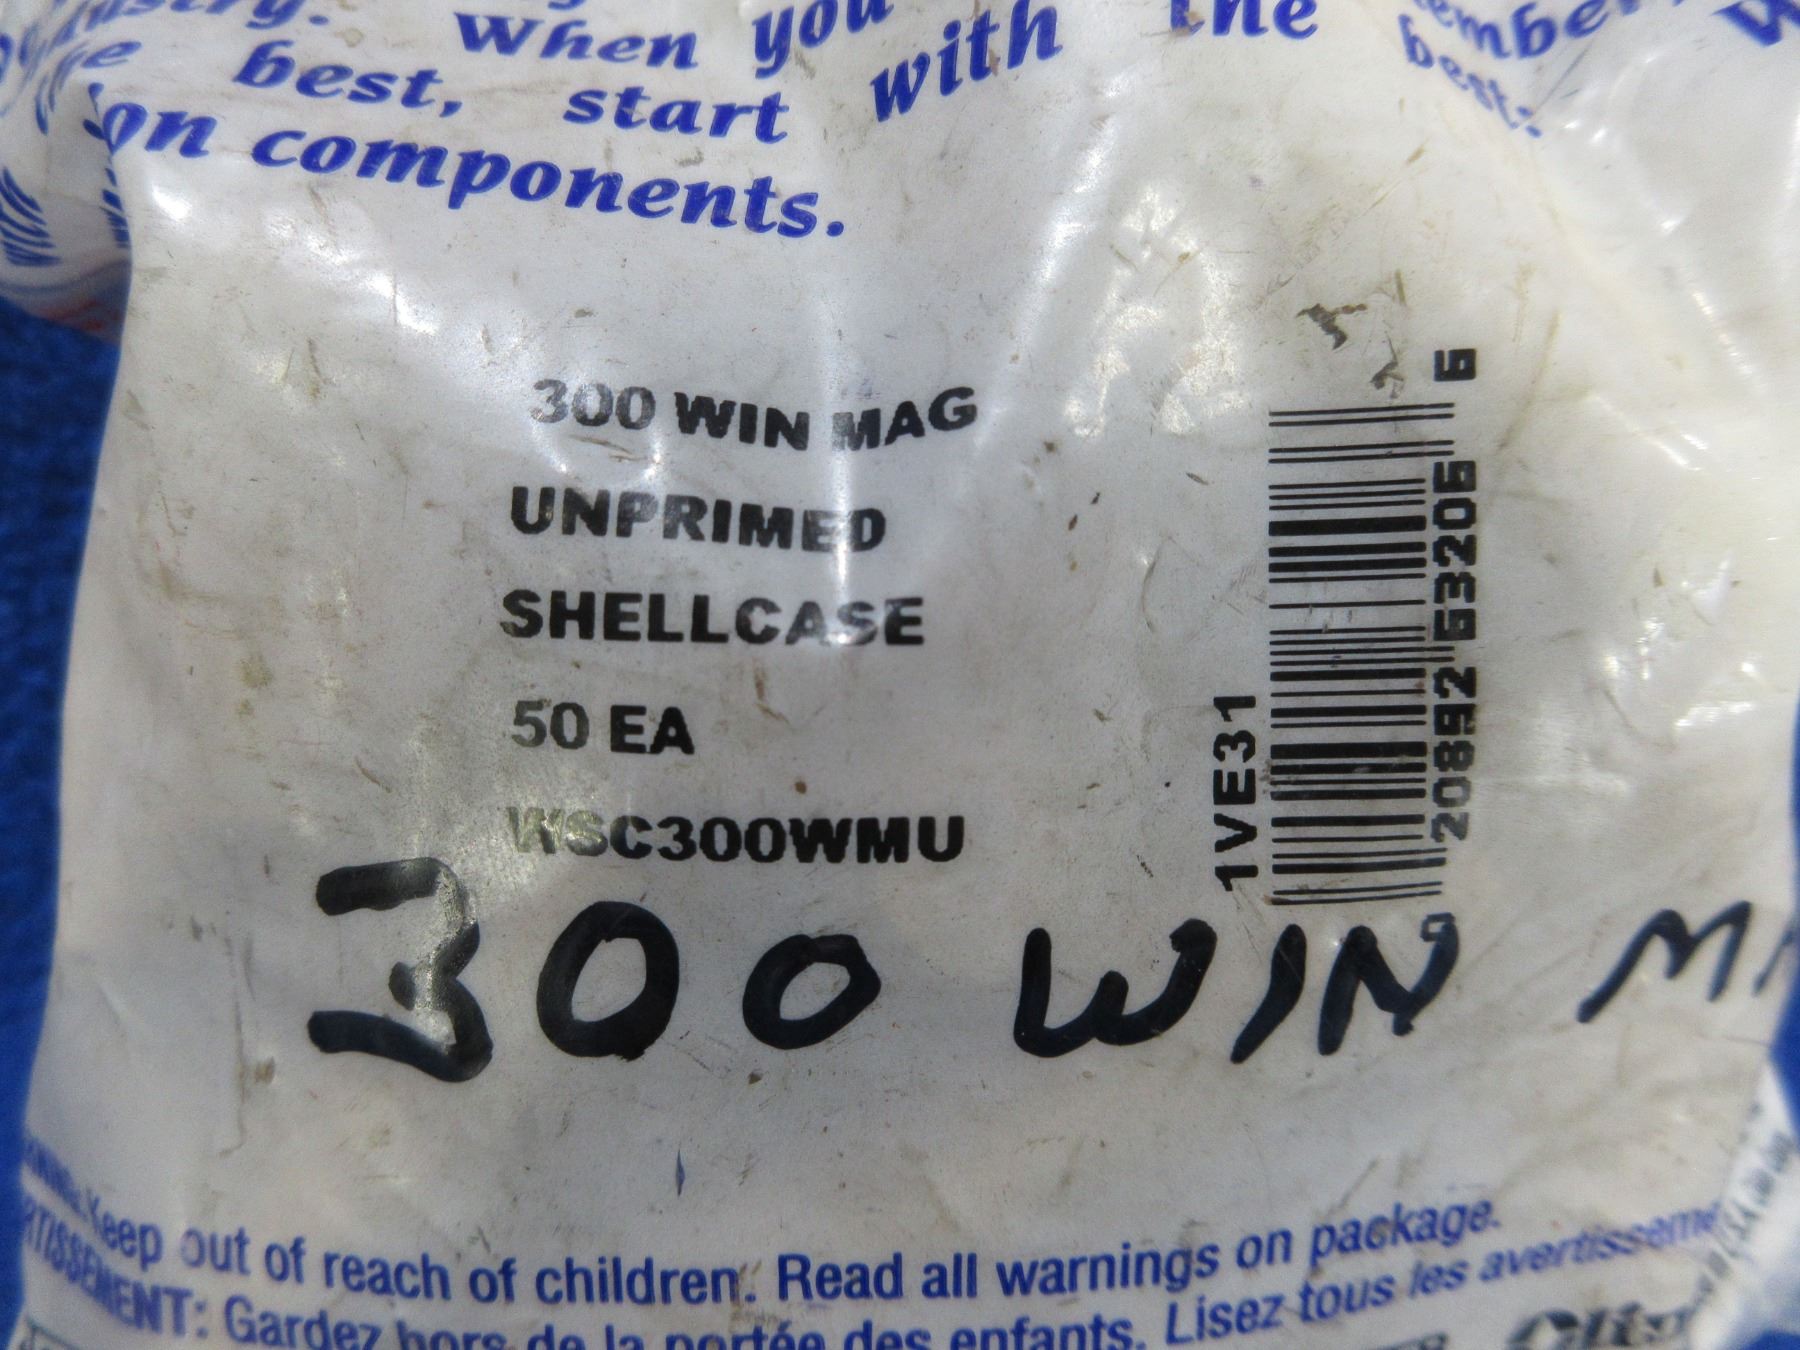 When you
best, start with the
on components.
best.
300 WIN MAG
UNPRIMED
SHELLCASE
50 EA
WSC300WMU
1VE31
0 20892 63206 6
300 WIN
Keep out of reach of children. Read all warnings on package.
Gardez hors de la portée des enfants. Lisez tous les